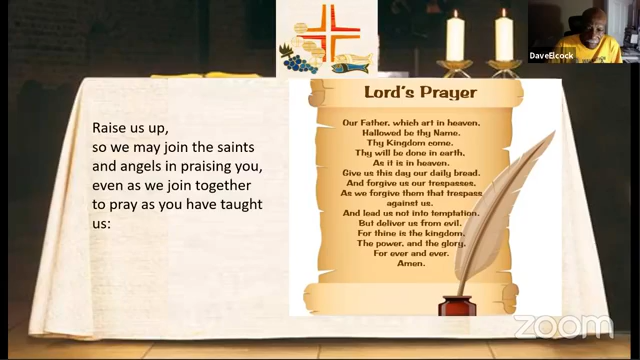 DaveElcock
Raise us up,
so we may join the saints
and angels in praising you,
even as we join together
to pray as you have taught
us:
Lord's Prayer
Our Father, which art in heaven,
Hallowed be thy Name.
Thy Kingdom come.
Thy will be done in earth,
As it is in heaven.
Give us this day our daily bread.
And forgive us our trespasses,
As we forgive them that trespass
against us.
And lead us not into temptation,
But deliver us from evil.
For thine is the kingdom,
The power, and the glory,
For ever and ever.
Amen.
zoom